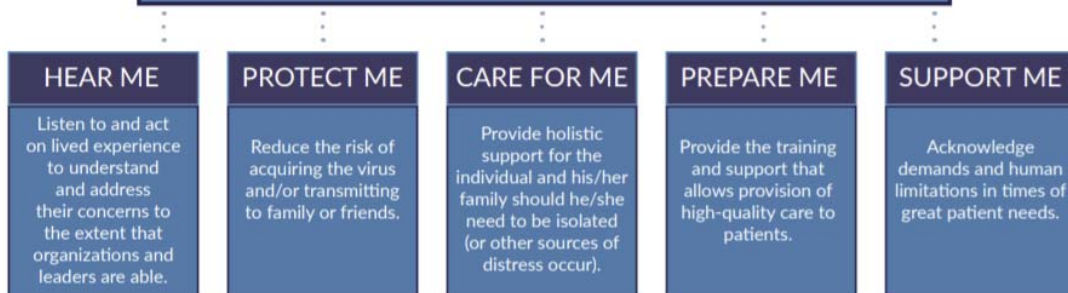 HEAR ME
Listen to and act
on lived experience
to understand
and address
their concerns to
the extent that
organizations and
leaders are able.
PROTECT ME
Reduce the risk of
acquiring the virus
and/or transmitting
to family or friends.
CARE FOR ME
Provide holistic
support for the
individual and his/her
family should he/she
need to be isolated
(or other sources of
distress occur).
PREPARE ME
Provide the training
and support that
allows provision of
high-quality care to
patients.
SUPPORT ME
Acknowledge
demands and human
limitations in times of
great patient needs.